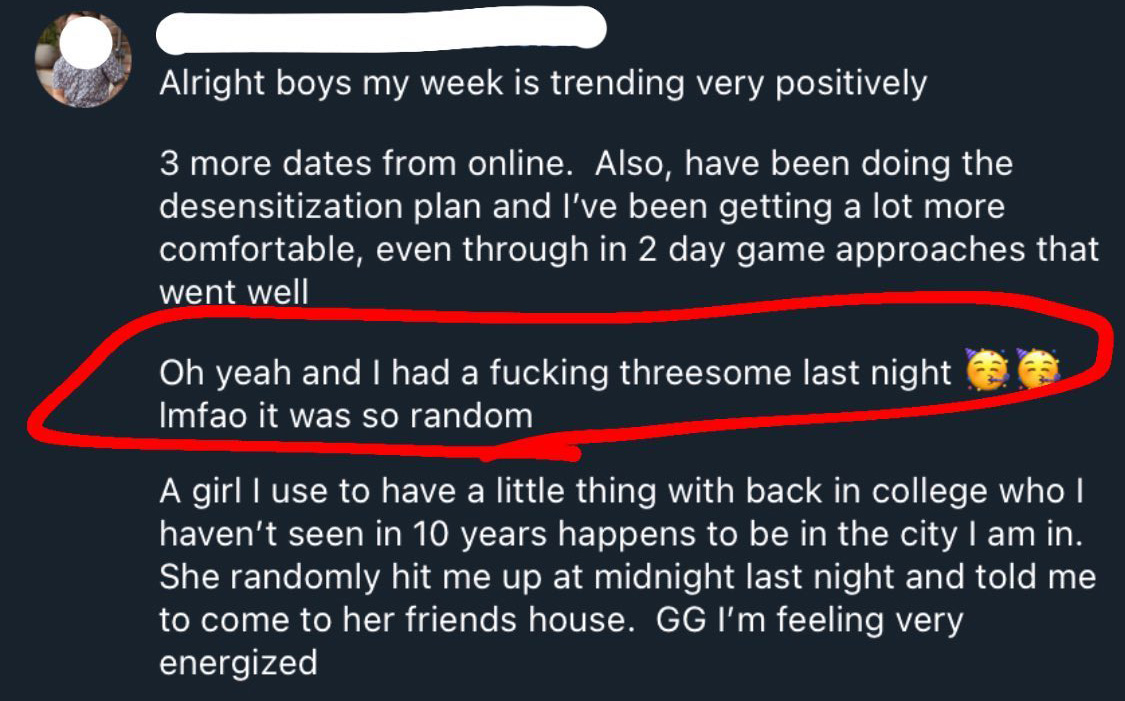 Alright boys my week is trending very positively
3 more dates from online.  Also, have been doing the
desensitization plan and I’ve been getting a lot more
comfortable, even through in 2 day game approaches that
went well
Oh yeah and I had a fucking threesome last night 🥳🥳
lmfao it was so random
A girl I use to have a little thing with back in college who I
haven’t seen in 10 years happens to be in the city I am in.
She randomly hit me up at midnight last night and told me
to come to her friends house.  GG I’m feeling very
energized